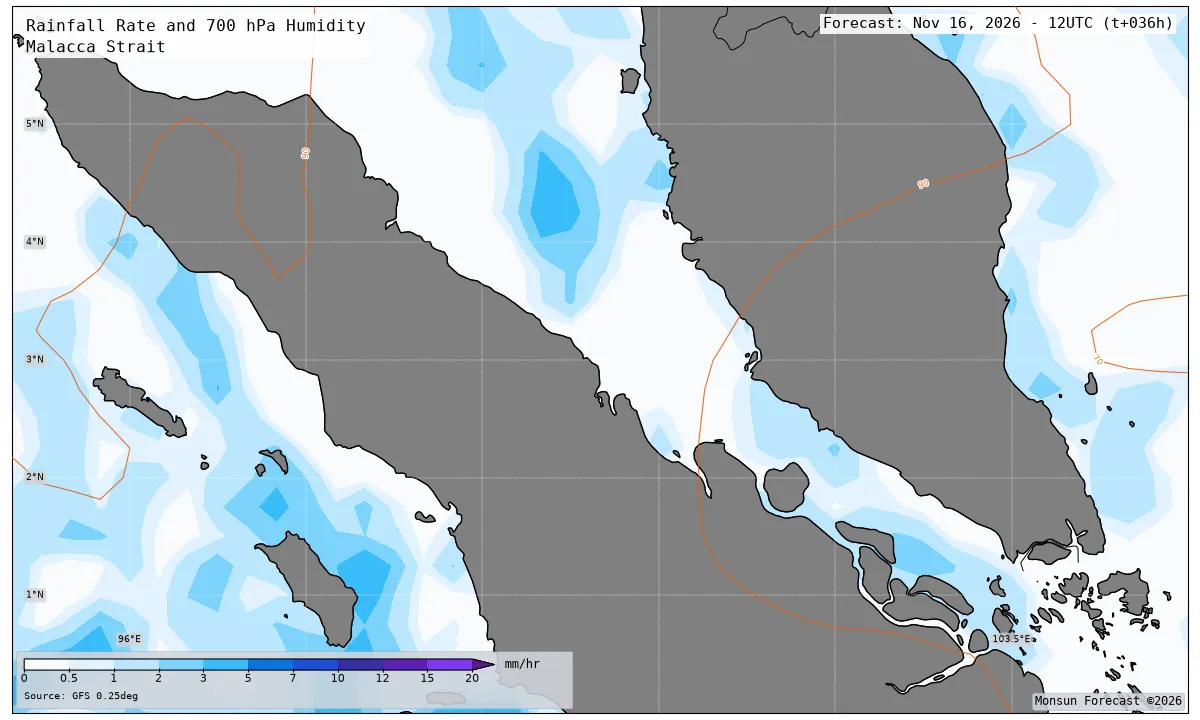 Rainfall Rate and 700 hPa Humidity
Malacca Strait
Forecast: Nov 16, 2026 - 12UTC (t+036h)
5°N
90
90
4°N
3°N
70
2°N
1°N
96°E
103.5°E
mm/hr
0 0.5 1 2 3 5 7 10 12 15 20
Source: GFS 0.25deg
Monsun Forecast ©2026